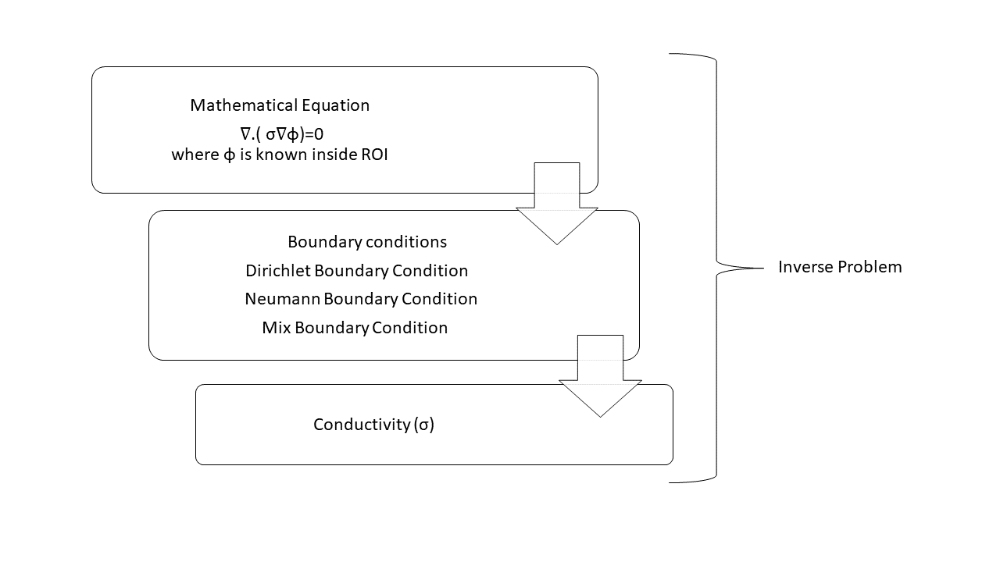 Mathematical Equation
∇.( σ∇ϕ)=0
where ϕ is known inside ROI
Boundary conditions
Dirichlet Boundary Condition
Neumann Boundary Condition
Mix Boundary Condition
Conductivity (σ)
Inverse Problem